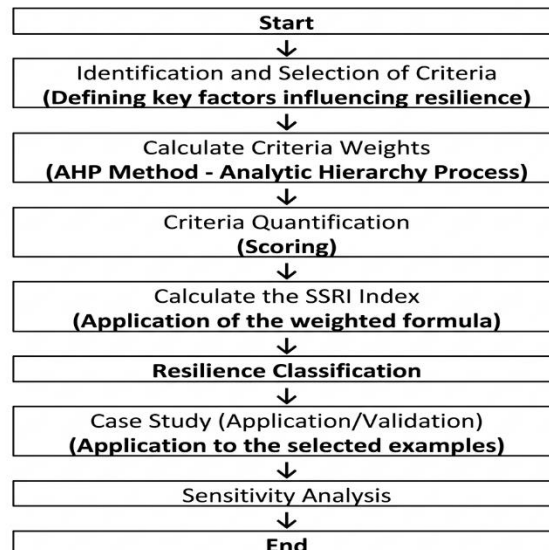 Start
Identification and Selection of Criteria
(Defining key factors influencing resilience)
Calculate Criteria Weights
(AHP Method - Analytic Hierarchy Process)
Criteria Quantification
(Scoring)
Calculate the SSRI Index
(Application of the weighted formula)
Resilience Classification
Case Study (Application/Validation)
(Application to the selected examples)
Sensitivity Analysis
End